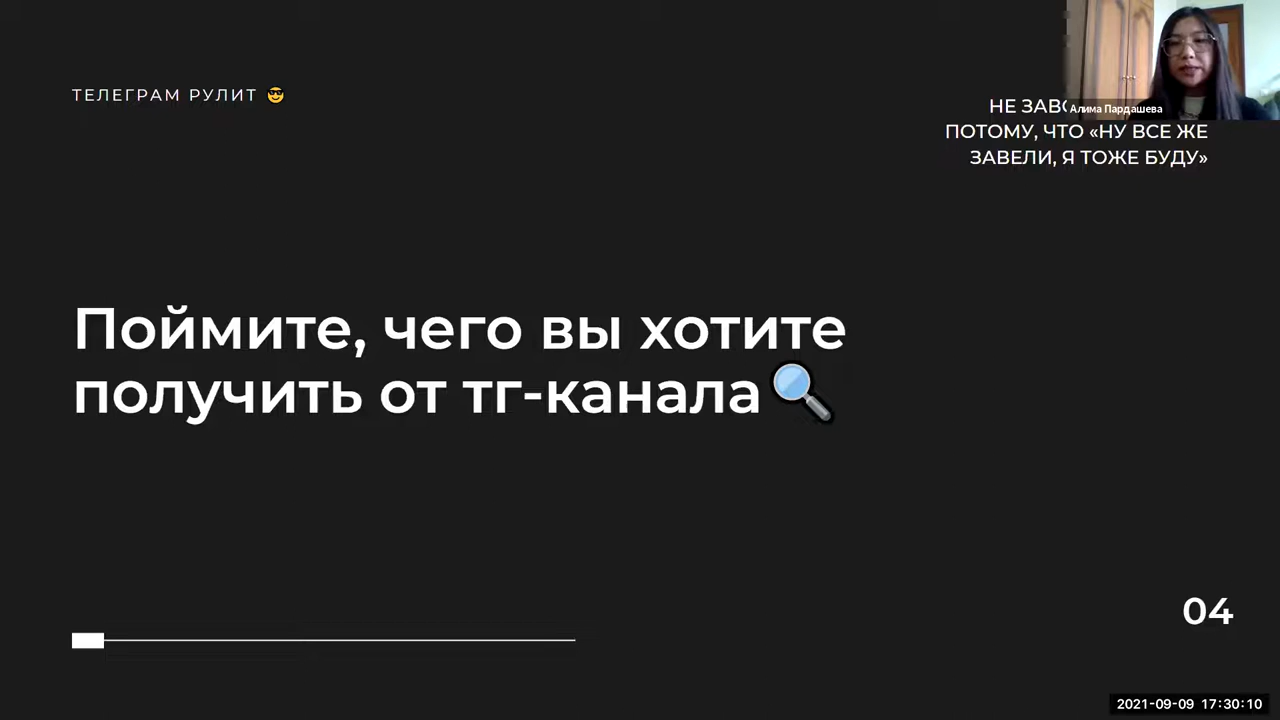 ТЕЛЕГРАМ РУЛИТ 😎
Алима Пардашева
НЕ
ПОТОМУ, ЧТО «НУ ВСЕ ЖЕ
ЗАВЕЛИ, Я ТОЖЕ БУДУ»
Поймите, чего вы хотите
получить от тг-канала🔍
04
2021-09-09 17:30:10